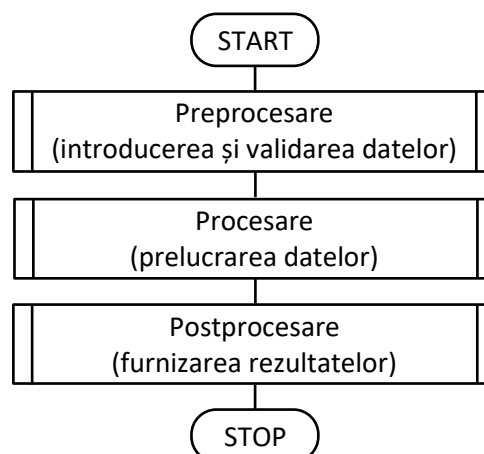 START
Preprocesare
(introducerea și validarea datelor)
Procesare
(prelucrarea datelor)
Postprocesare
(furnizarea rezultatelor)
STOP